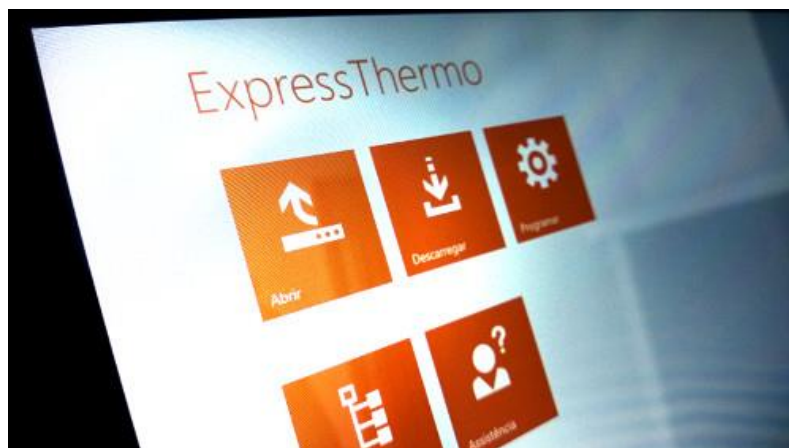 ExpressThermo
Abrir
Descarregar
Programar
Assistência